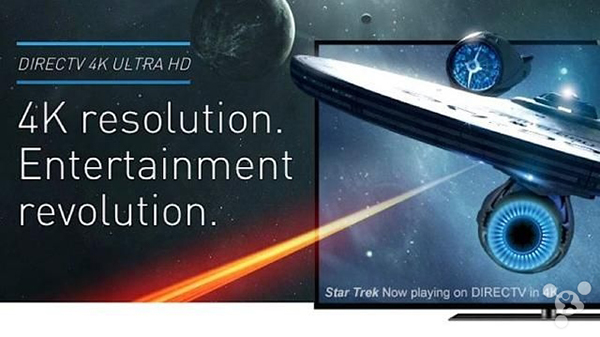 DIRECTV 4K ULTRA HD
4K resolution.
Entertainment
revolution.
Star Trek Now playing on DIRECTV in 4K